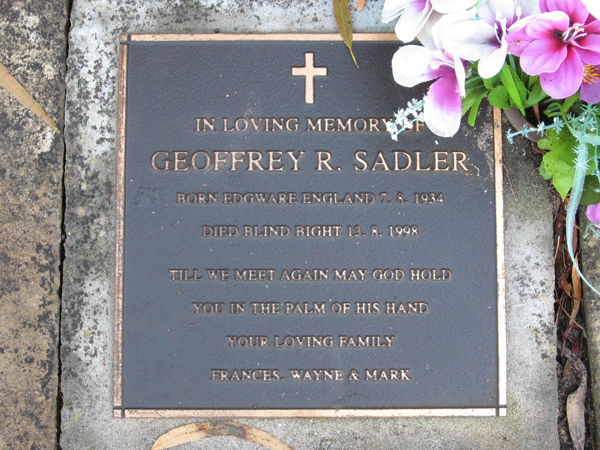 IN LOVING MEMORY OF
GEOFFREY R. SADLER
BORN EDGWARE ENGLAND 7. 8. 1934
DIED BLIND BIGHT 13. 8. 1998
TILL WE MEET AGAIN MAY GOD HOLD
YOU IN THE PALM OF HIS HAND
YOUR LOVING FAMILY
FRANCES, WAYNE & MARK